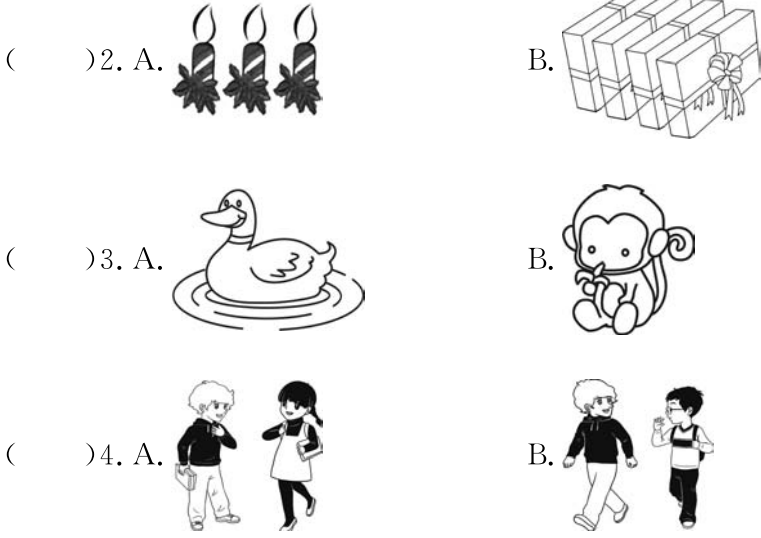 (　　)2. A.　　B.
(　　)3. A.　　B.
(　　)4. A.　　B.